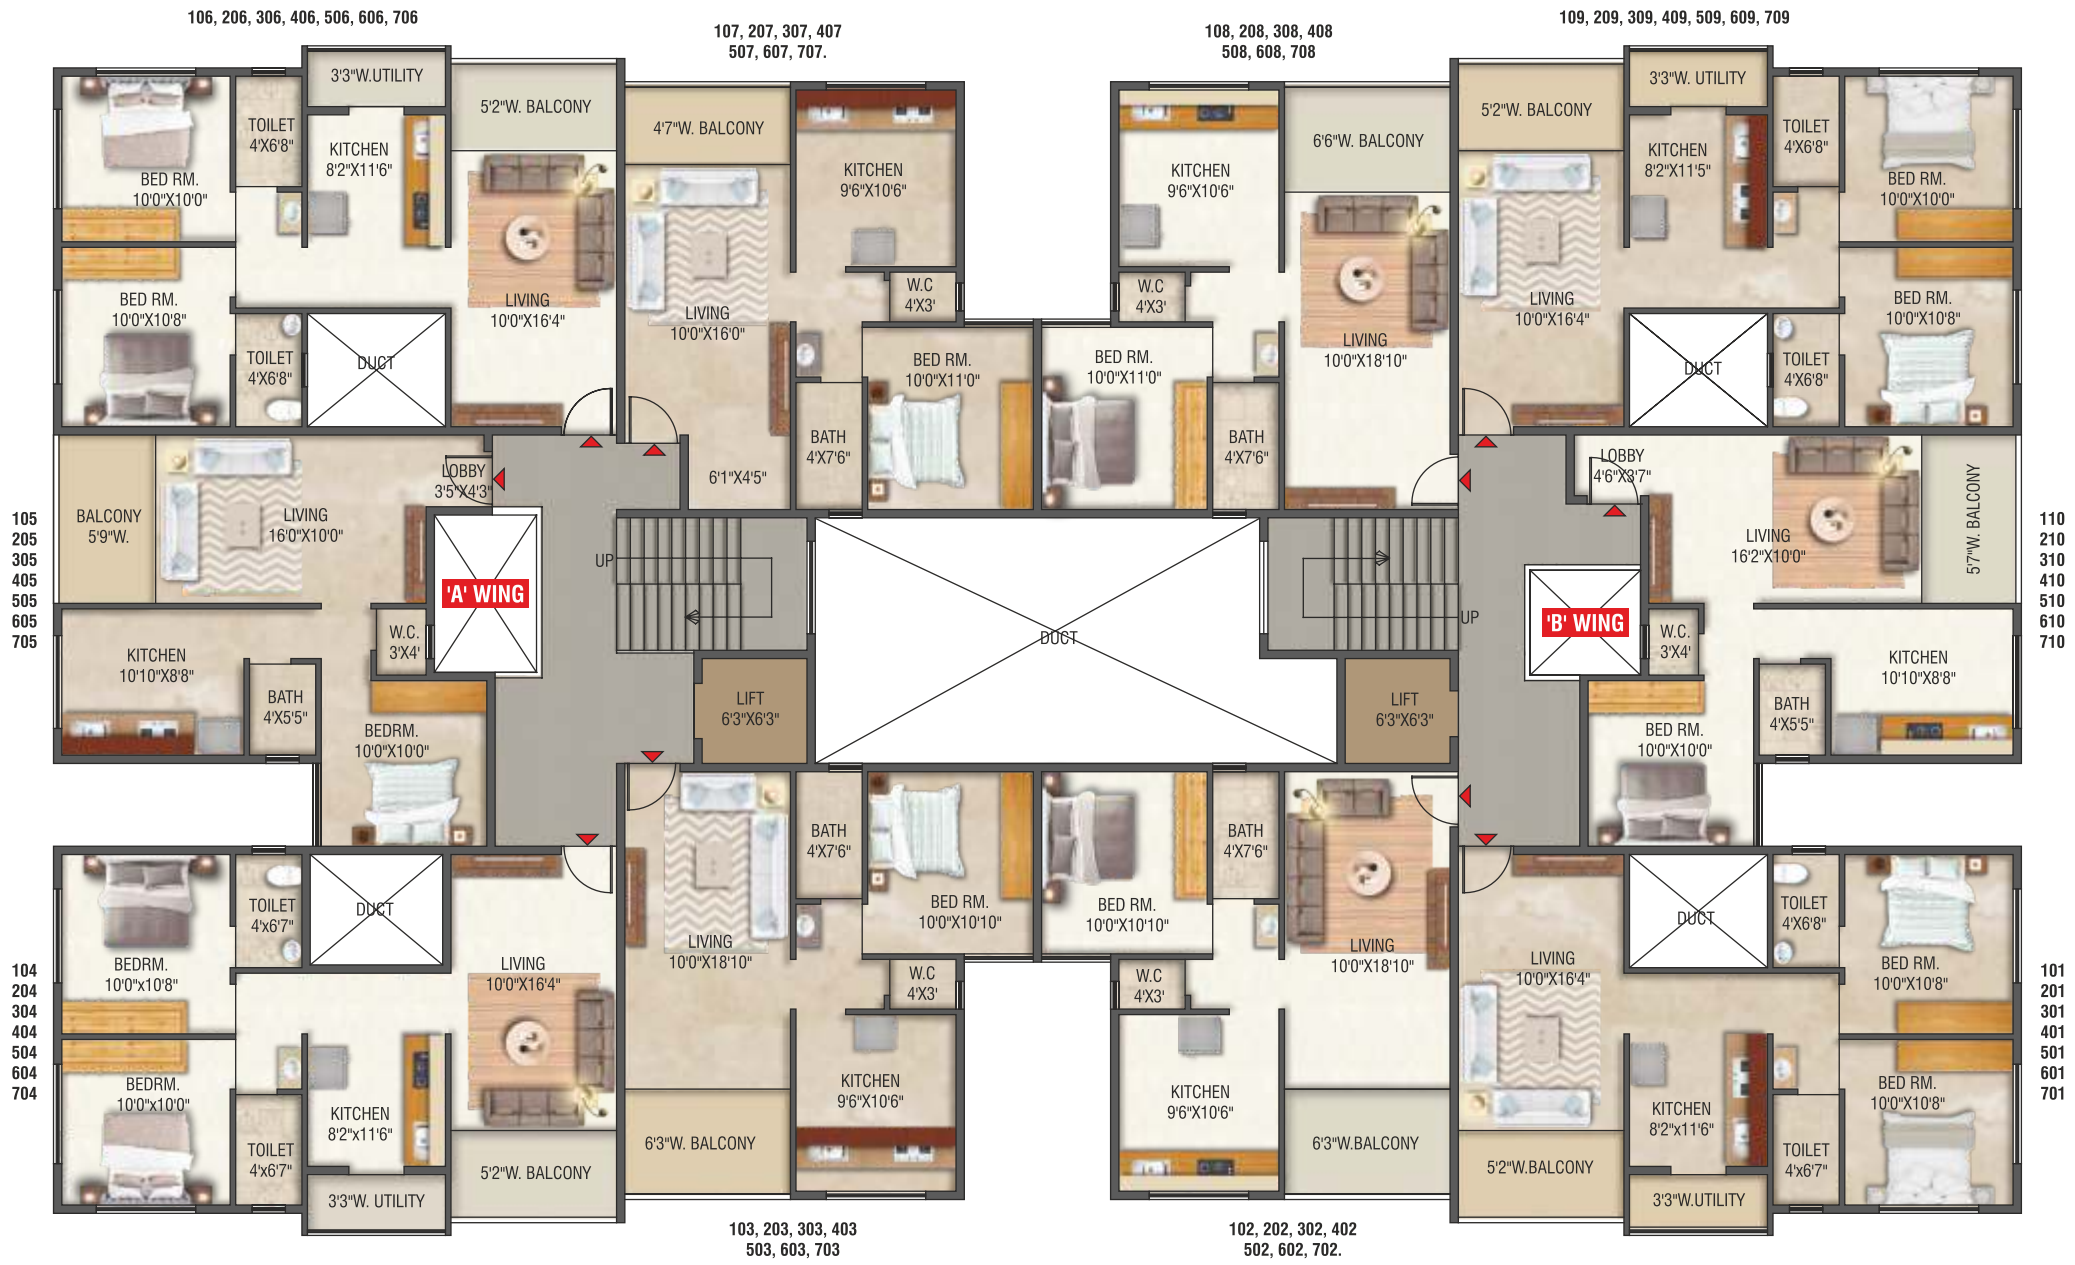 106, 206, 306, 406, 506, 606, 706
107, 207, 307, 407
507, 607, 707.
108, 208, 308, 408
508, 608, 708
109, 209, 309, 409, 509, 609, 709
3'3"W.UTILITY
5'2"W. BALCONY
TOILET
4'X6'8"
KITCHEN
8'2"X11'6"
BED RM.
10'0"X10'0"
BED RM.
10'0"X10'8"
TOILET
4'X6'8"
DUCT
LIVING
10'0"X16'4"
4'7"W. BALCONY
KITCHEN
9'6"X10'6"
W.C
4'X3'
LIVING
10'0"X16'0"
BED RM.
10'0"X11'0"
BATH
4'X7'6"
6'1"X4'5"
KITCHEN
9'6"X10'6"
6'6"W. BALCONY
W.C
4'X3'
BED RM.
10'0"X11'0"
LIVING
10'0"X18'10"
BATH
4'X7'6"
5'2"W. BALCONY
3'3"W. UTILITY
KITCHEN
8'2"X11'5"
TOILET
4'X6'8"
BED RM.
10'0"X10'0"
LIVING
10'0"X16'4"
BED RM.
10'0"X10'8"
DUCT
TOILET
4'X6'8"
105
205
305
405
505
605
705
BALCONY
5'9"W.
LIVING
16'0"X10'0"
LOBBY
3'5"X4'3"
'A' WING
UP
W.C.
3'X4'
KITCHEN
10'10"X8'8"
BATH
4'X5'5"
BEDRM.
10'0"X10'0"
LIFT
6'3"X6'3"
DUCT
LIFT
6'3"X6'3"
UP
'B' WING
LOBBY
4'6"X3'7"
LIVING
16'2"X10'0"
5'7"W. BALCONY
W.C.
3'X4'
BED RM.
10'0"X10'0"
BATH
4'X5'5"
KITCHEN
10'10"X8'8"
110
210
310
410
510
610
710
104
204
304
404
504
604
704
TOILET
4'x6'7"
DUCT
BEDRM.
10'0"x10'8"
LIVING
10'0"X16'4"
BEDRM.
10'0"x10'0"
KITCHEN
8'2"x11'6"
TOILET
4'x6'7"
3'3"W. UTILITY
5'2"W. BALCONY
BATH
4'X7'6"
LIVING
10'0"X18'10"
BED RM.
10'0"X10'10"
W.C
4'X3'
KITCHEN
9'6"X10'6"
6'3"W. BALCONY
BED RM.
10'0"X10'10"
BATH
4'X7'6"
LIVING
10'0"X18'10"
W.C
4'X3'
KITCHEN
9'6"X10'6"
6'3"W.BALCONY
LIVING
10'0"X16'4"
DUCT
TOILET
4'X6'8"
BED RM.
10'0"X10'8"
BED RM.
10'0"X10'8"
KITCHEN
8'2"x11'6"
TOILET
4'x6'7"
5'2"W.BALCONY
3'3"W.UTILITY
101
201
301
401
501
601
701
103, 203, 303, 403
503, 603, 703
102, 202, 302, 402
502, 602, 702.